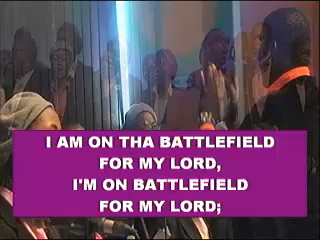 I AM ON THA BATTLEFIELD
FOR MY LORD,
I'M ON BATTLEFIELD
FOR MY LORD;